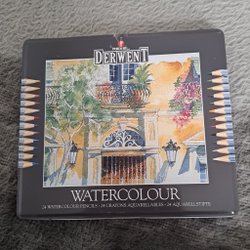 DERWENT
WATERCOLOUR
24 WATERCOLOUR PENCILS · 24 CRAYONS AQUARELLABLES · 24 AQUARELL STIFTE